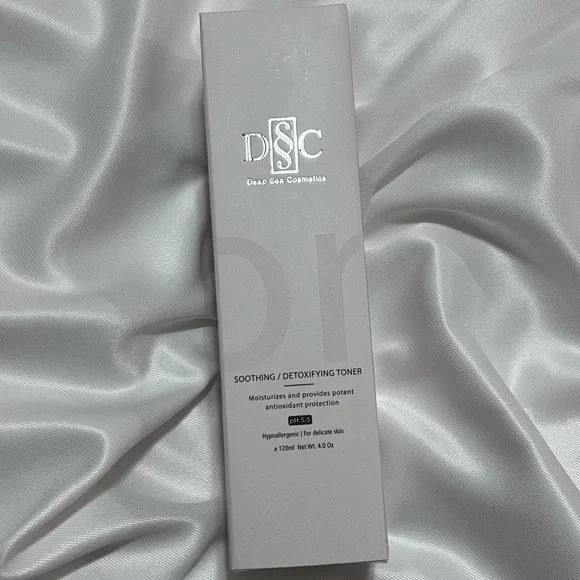 D§C
Deep Sea Cosmetics
on
SOOTHING / DETOXIFYING TONER
Moisturizes and provides potent
antioxidant protection
pH 5.5
Hypoallergenic | For delicate skin
e 120ml Net Wt. 4.0 Oz